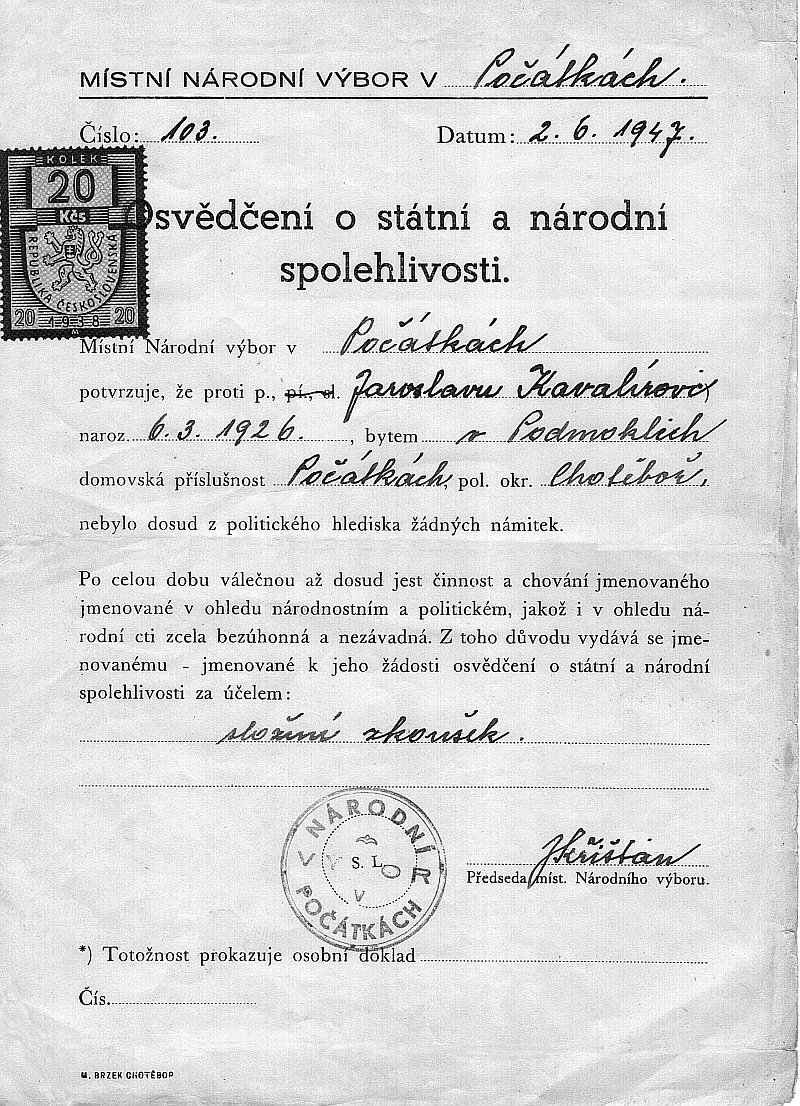 MÍSTNÍ NÁRODNÍ VÝBOR V Počátkách.
Číslo: 103. Datum: 2. 6. 1947.
KOLEK
20
Kčs
REPUBLIKA ČESKOSLOVENSKÁ
20 1938 20
Osvědčení o státní a národní
spolehlivosti.
Místní Národní výbor v Počátkách
potvrzuje, že proti p., pí., sl. Jaroslavu Kavalírovi,
naroz. 6. 3. 1926. , bytem v Podmoklich
domovská příslušnost Počátkách, pol. okr. Chotěboř,
nebylo dosud z politického hlediska žádných námitek.
Po celou dobu válečnou až dosud jest činnost a chování jmenovaného
jmenované v ohledu národnostním a politickém, jakož i v ohledu ná-
rodní cti zcela bezúhonná a nezávadná. Z toho důvodu vydává se jme-
novanému - jmenované k jeho žádosti osvědčení o státní a národní
spolehlivosti za účelem:
složení zkoušek.
NÁRODNÍ
V S. L. R
V
POČÁTKÁCH
JKřišťán
Předseda míst. Národního výboru.
*) Totožnost prokazuje osobní doklad
Čís.
M. BRZEK CHOTĚBOŘ